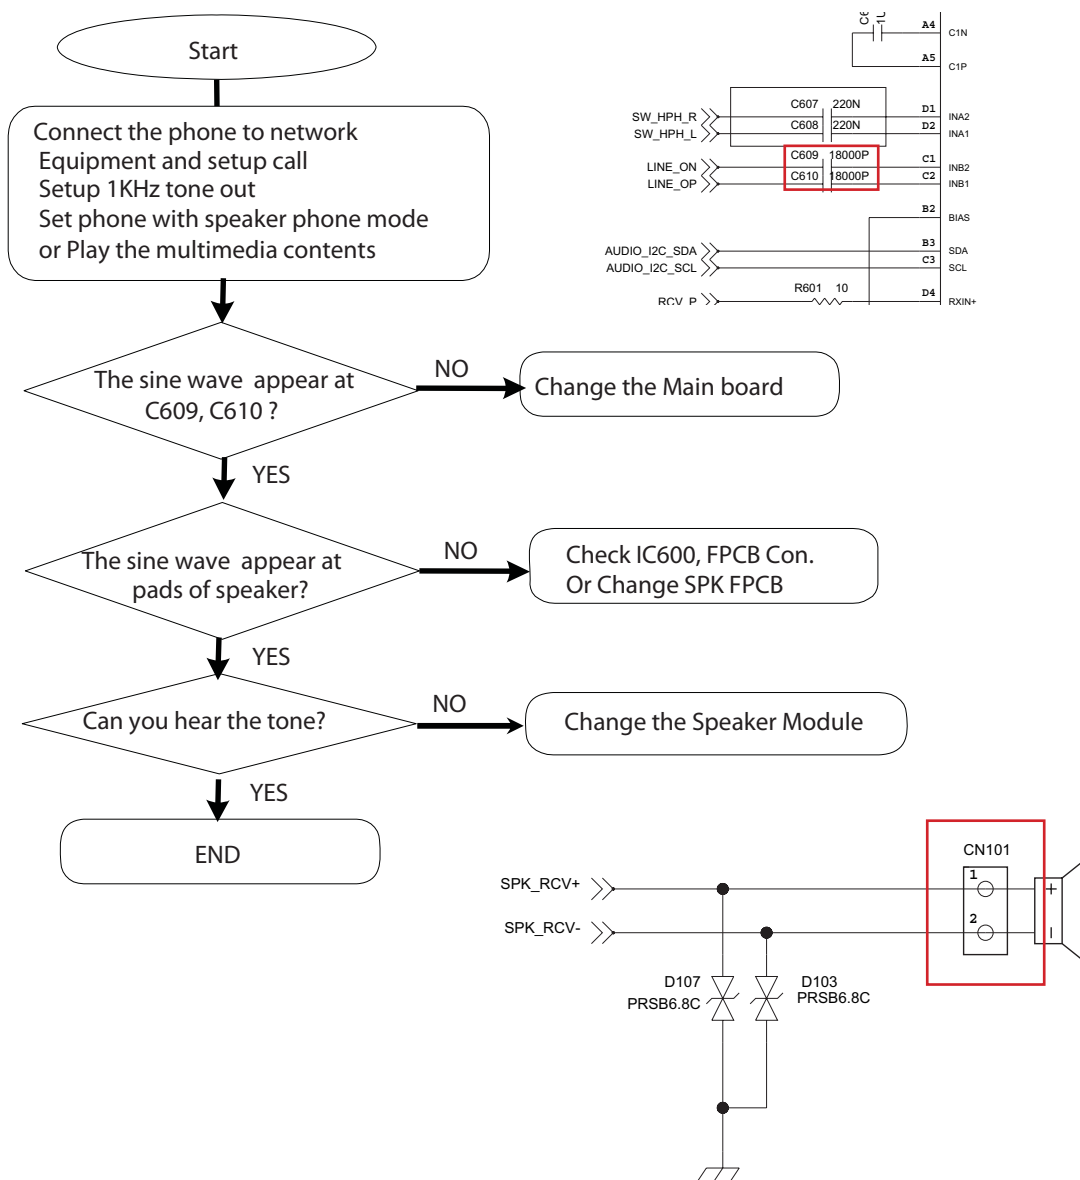 Start
Connect the phone to network
Equipment and setup call
Setup 1KHz tone out
Set phone with speaker phone mode
or Play the multimedia contents
The sine wave appear at
C609, C610 ?
NO
Change the Main board
YES
The sine wave appear at
pads of speaker?
NO
Check IC600, FPCB Con.
Or Change SPK FPCB
YES
Can you hear the tone?
NO
Change the Speaker Module
YES
END
A4 C1N
A5 C1P
C607 220N D1
SW_HPH_R INA2
C608 220N D2
SW_HPH_L INA1
C609 18000P C1
LINE_ON INB2
C610 18000P C2
LINE_OP INB1
B2 BIAS
B3
AUDIO_I2C_SDA SDA
C3
AUDIO_I2C_SCL SCL
R601 10 D4
RCV_P RXIN+
CN101
SPK_RCV+ 1 +
SPK_RCV- 2 -
D107 D103
PRSB6.8C PRSB6.8C